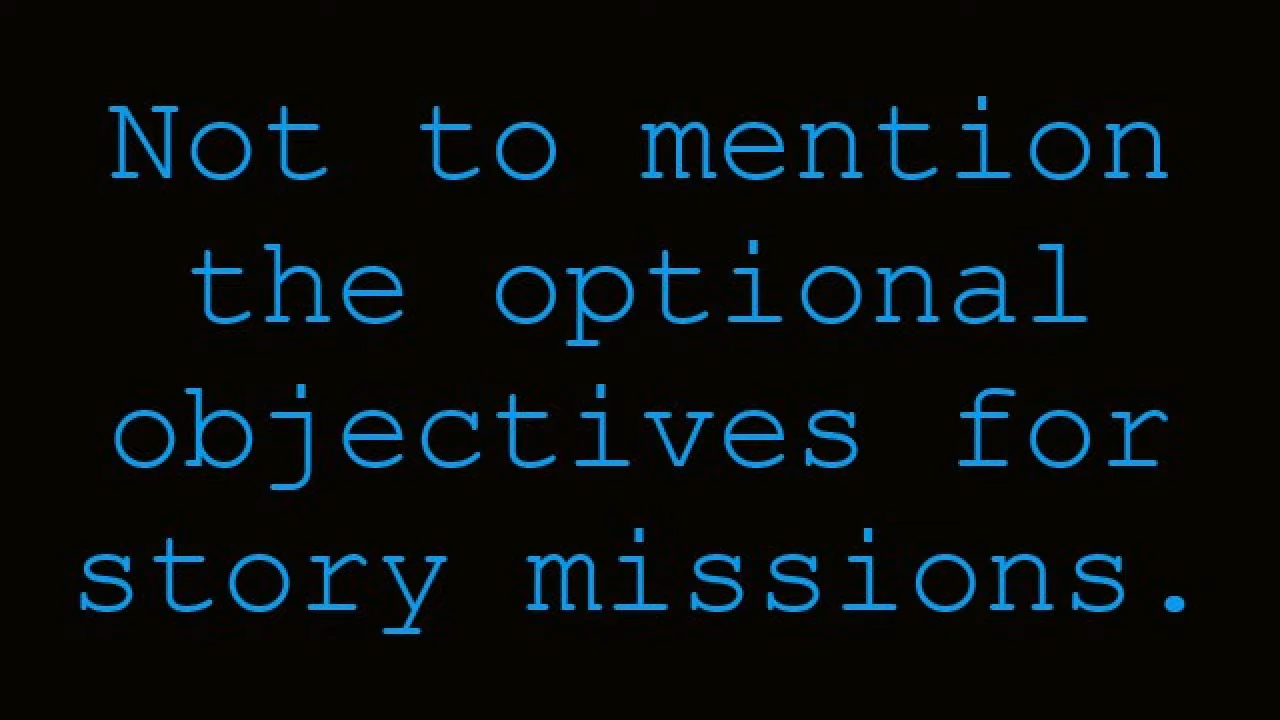 Not to mention
the optional
objectives for
story missions.